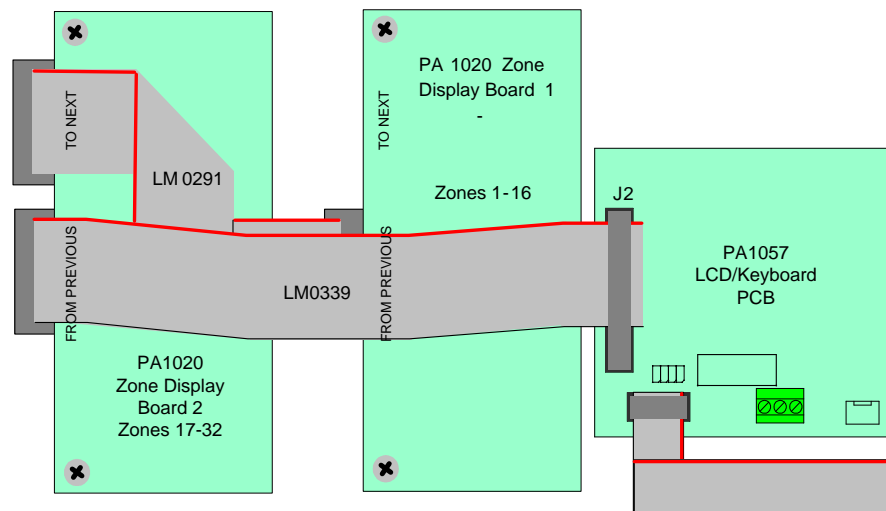 TO NEXT
LM 0291
FROM PREVIOUS
PA1020
Zone Display
Board 2
Zones 17-32
PA 1020 Zone
Display Board 1
-
TO NEXT
Zones 1-16
LM0339
FROM PREVIOUS
J2
PA1057
LCD/Keyboard
PCB